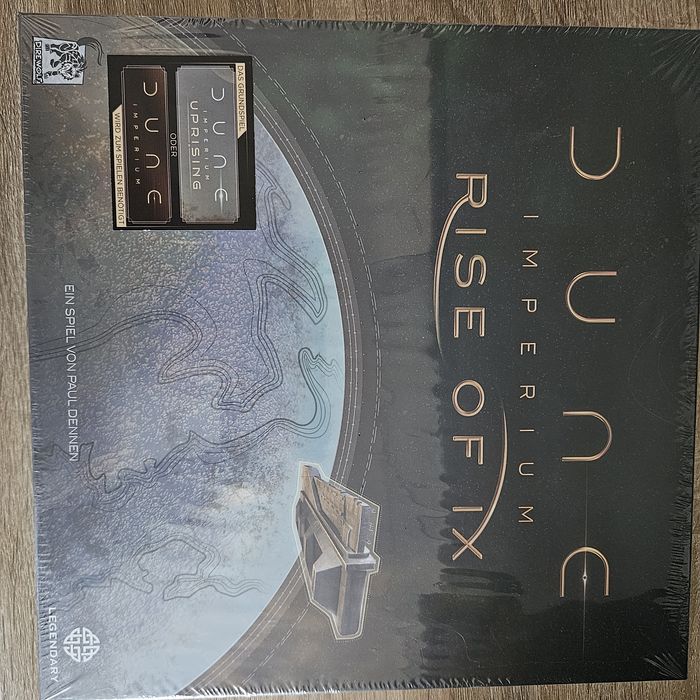 DUNE
IMPERIUM
RISE OF IX
DIREWOLF
DAS GRUNDSPIEL
DUNE
IMPERIUM
UPRISING
ODER
DUNE
IMPERIUM
WIRD ZUM SPIELEN BENÖTIGT
EIN SPIEL VON PAUL DENNEN
LEGENDARY